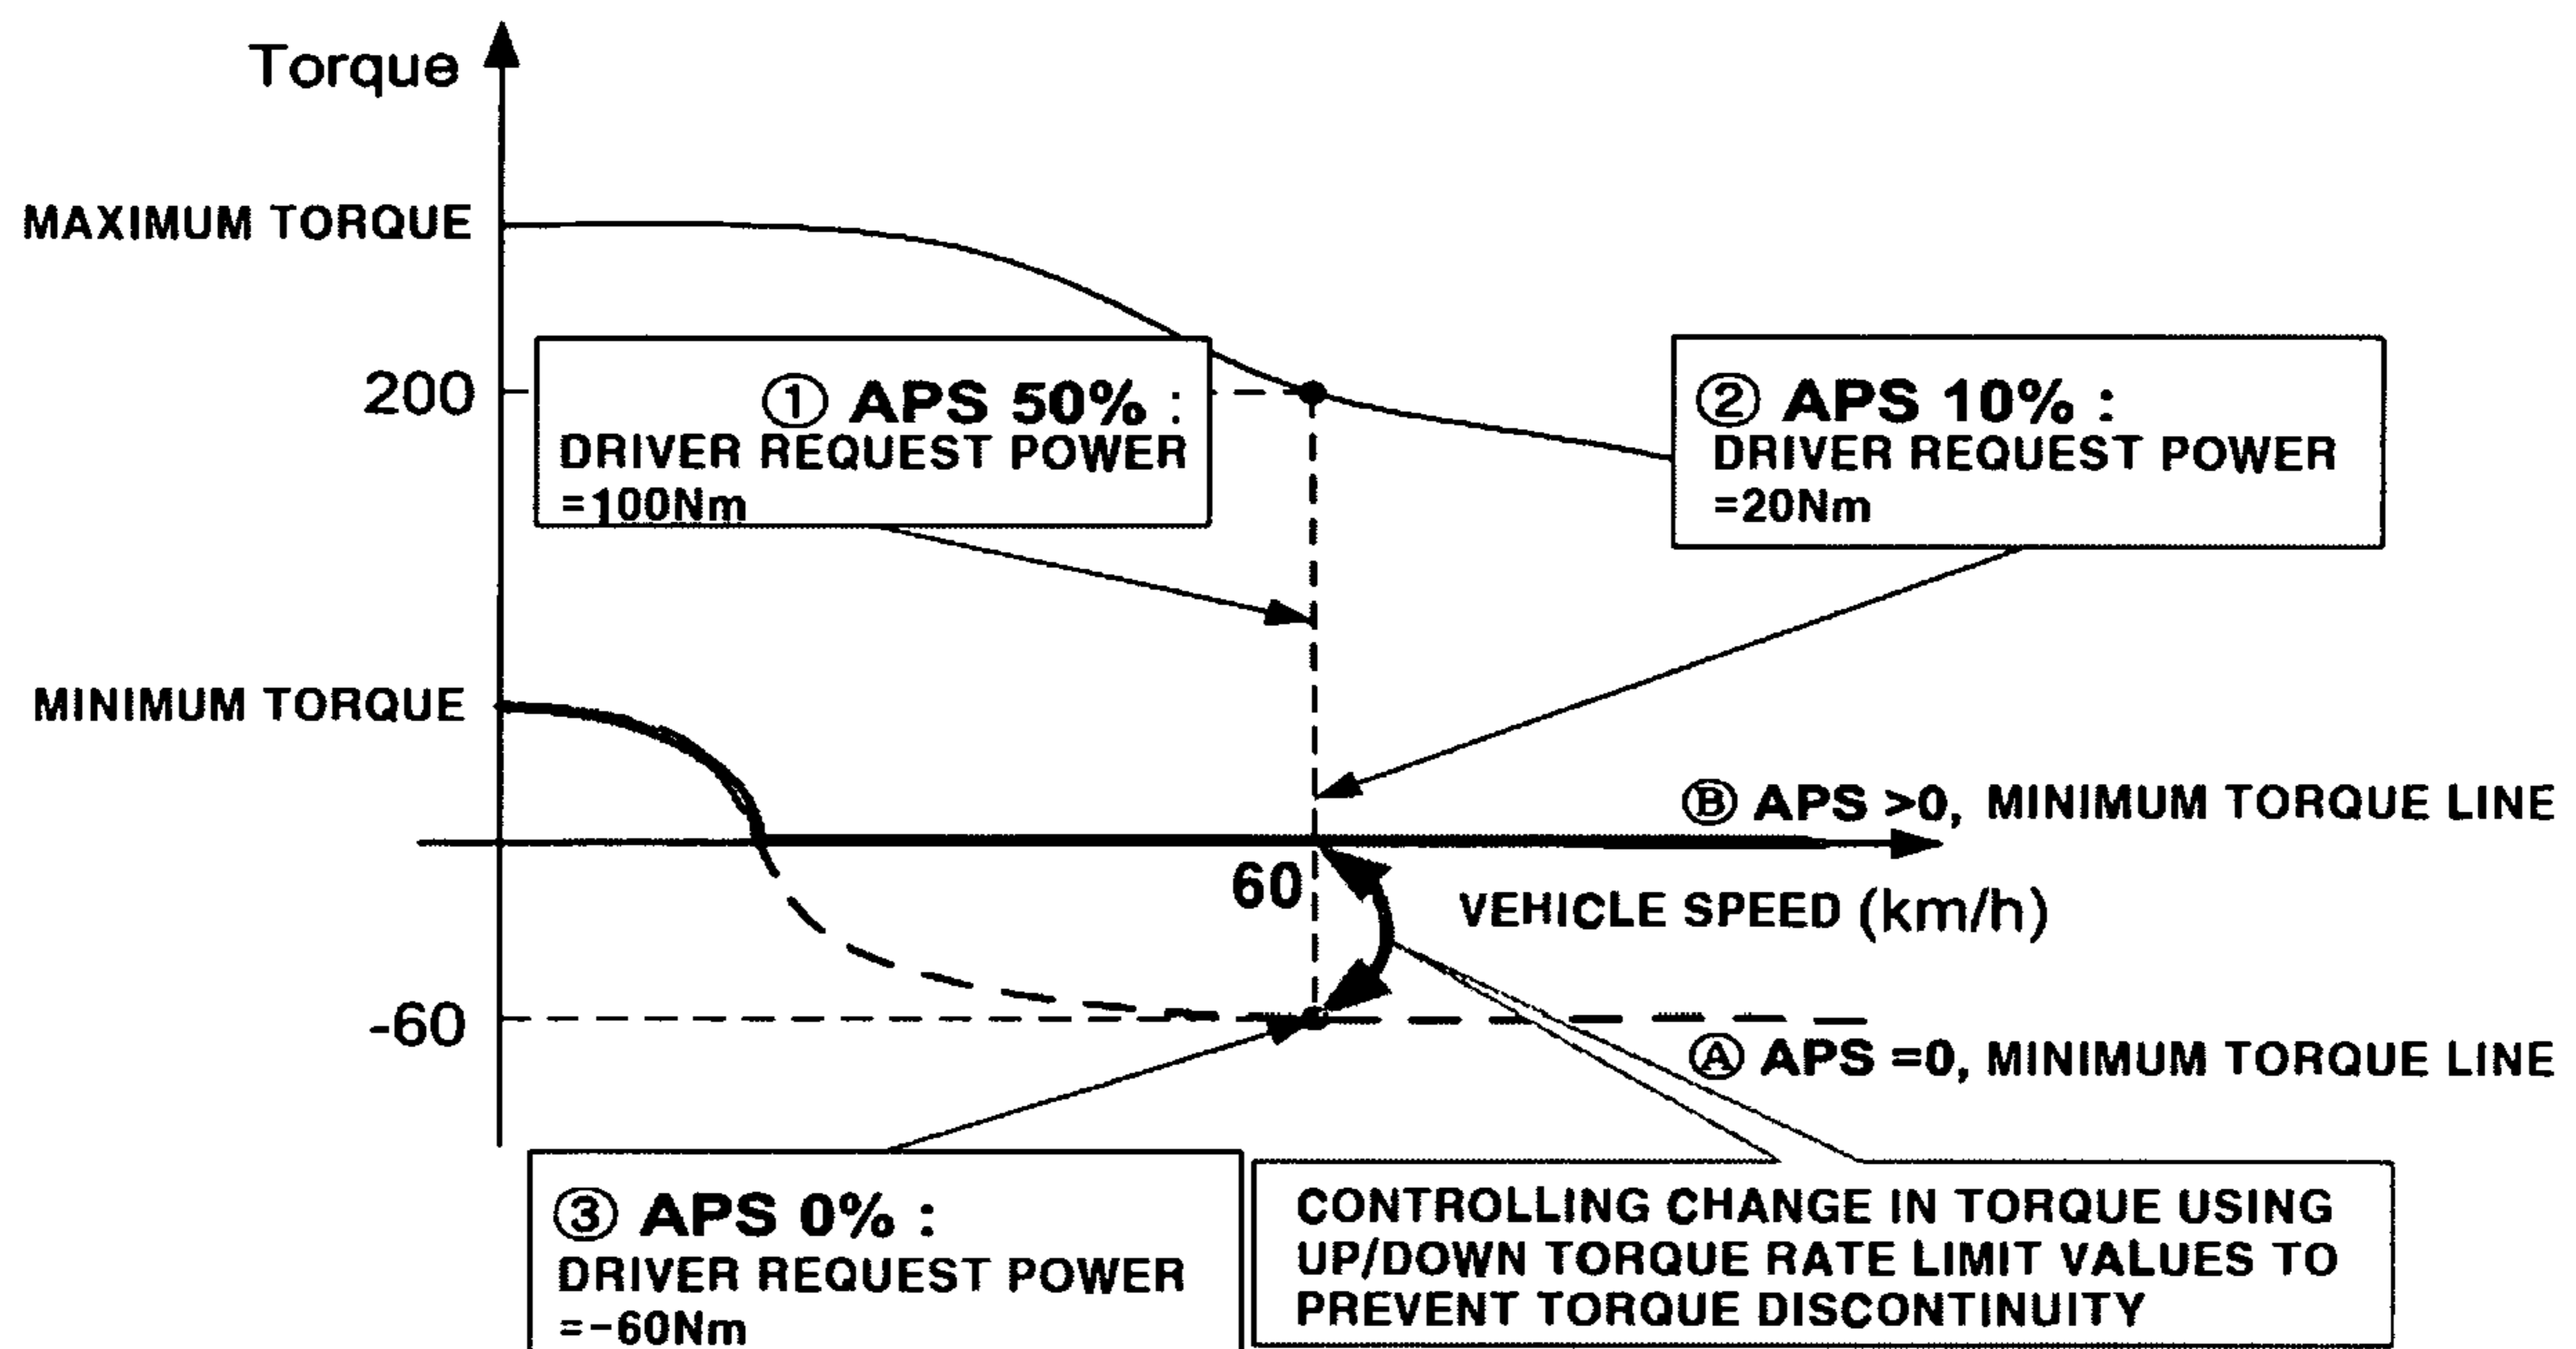 Torque
MAXIMUM TORQUE
200
① APS 50% :
DRIVER REQUEST POWER
=100Nm
② APS 10% :
DRIVER REQUEST POWER
=20Nm
MINIMUM TORQUE
Ⓑ APS >0, MINIMUM TORQUE LINE
60
VEHICLE SPEED (km/h)
-60
Ⓐ APS =0, MINIMUM TORQUE LINE
③ APS 0% :
DRIVER REQUEST POWER
=-60Nm
CONTROLLING CHANGE IN TORQUE USING
UP/DOWN TORQUE RATE LIMIT VALUES TO
PREVENT TORQUE DISCONTINUITY